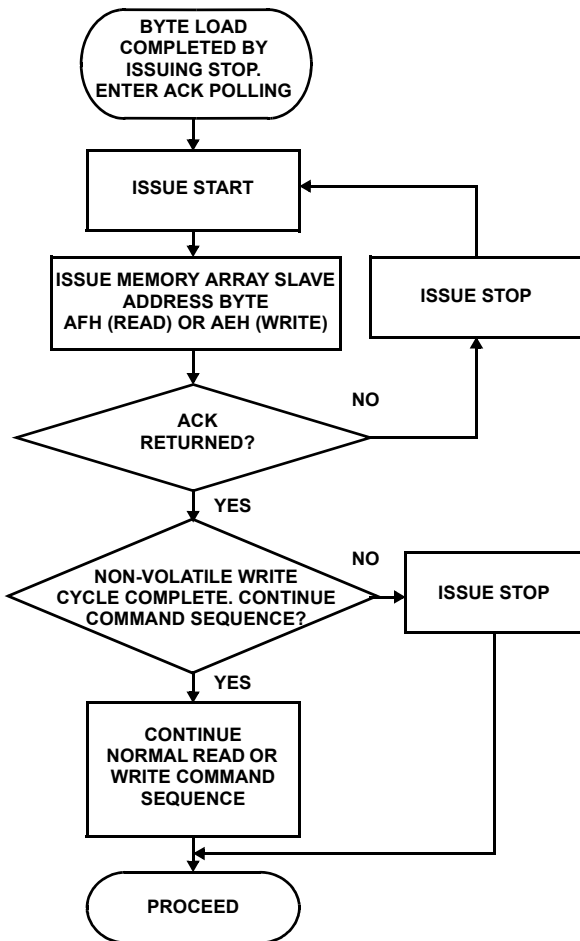 BYTE LOAD
COMPLETED BY
ISSUING STOP.
ENTER ACK POLLING
ISSUE START
ISSUE MEMORY ARRAY SLAVE
ADDRESS BYTE
AFH (READ) OR AEH (WRITE)
ISSUE STOP
ACK
RETURNED?
NO
YES
NON-VOLATILE WRITE
CYCLE COMPLETE. CONTINUE
COMMAND SEQUENCE?
NO
ISSUE STOP
YES
CONTINUE
NORMAL READ OR
WRITE COMMAND
SEQUENCE
PROCEED